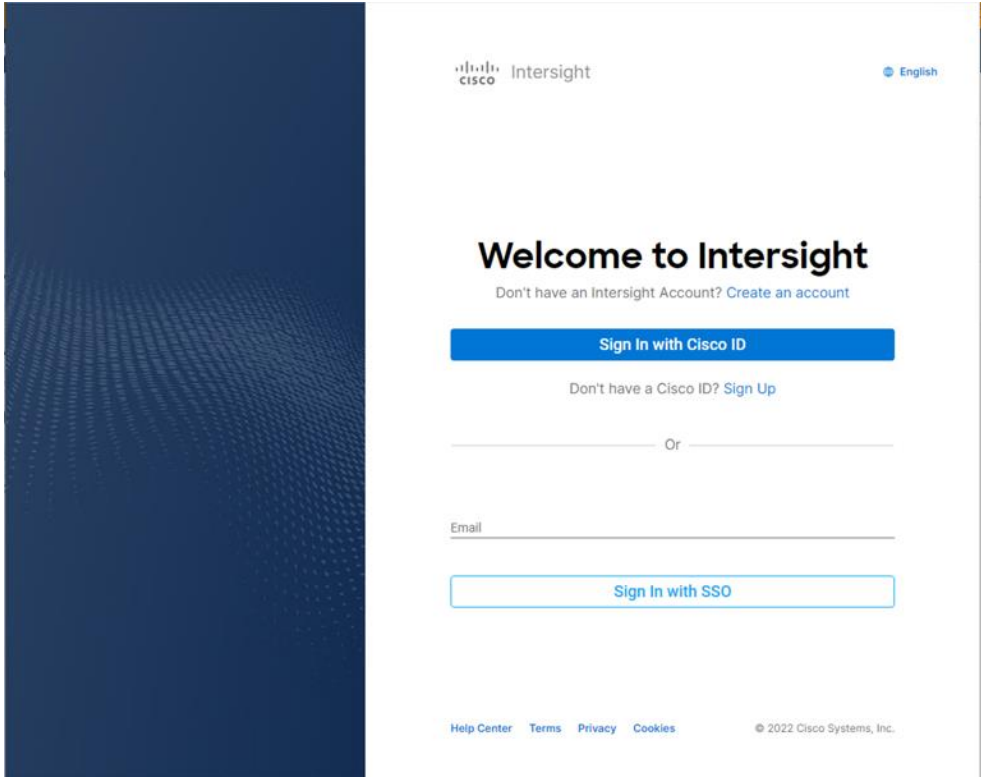 cisco Intersight
English
Welcome to Intersight
Don't have an Intersight Account? Create an account
Sign In with Cisco ID
Don't have a Cisco ID? Sign Up
Or
Email
Sign In with SSO
Help Center Terms Privacy Cookies © 2022 Cisco Systems, Inc.